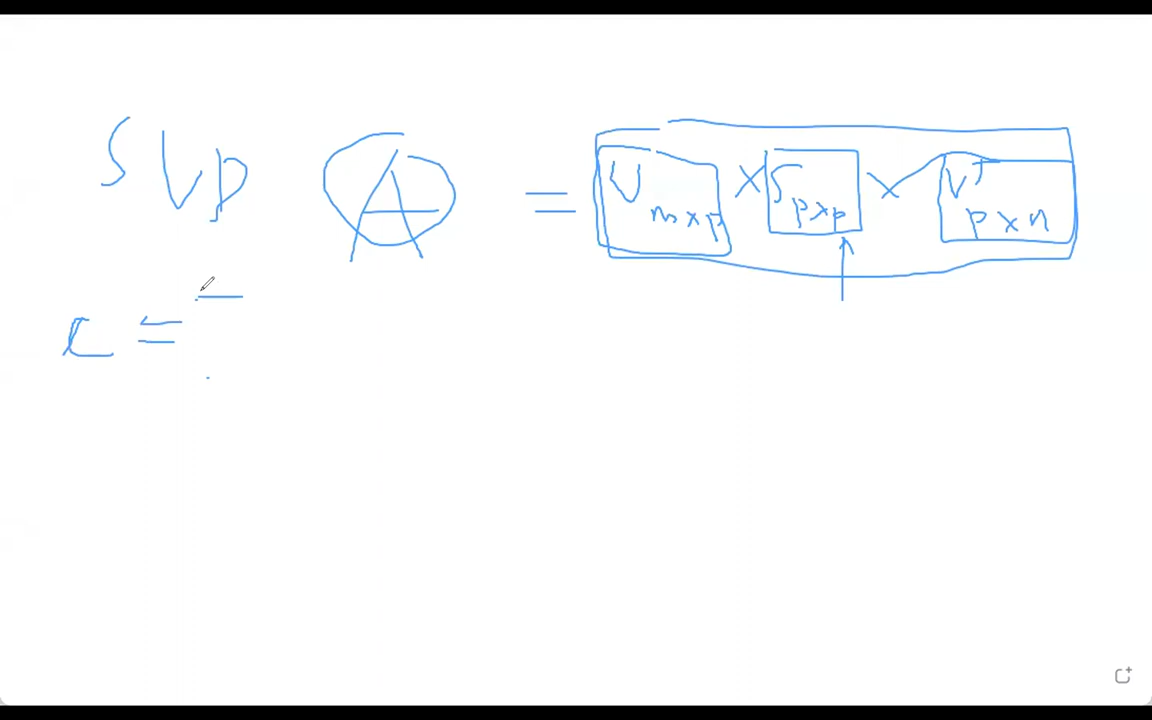 SVD A = U m×p × S p×p × V^T p×n
c =